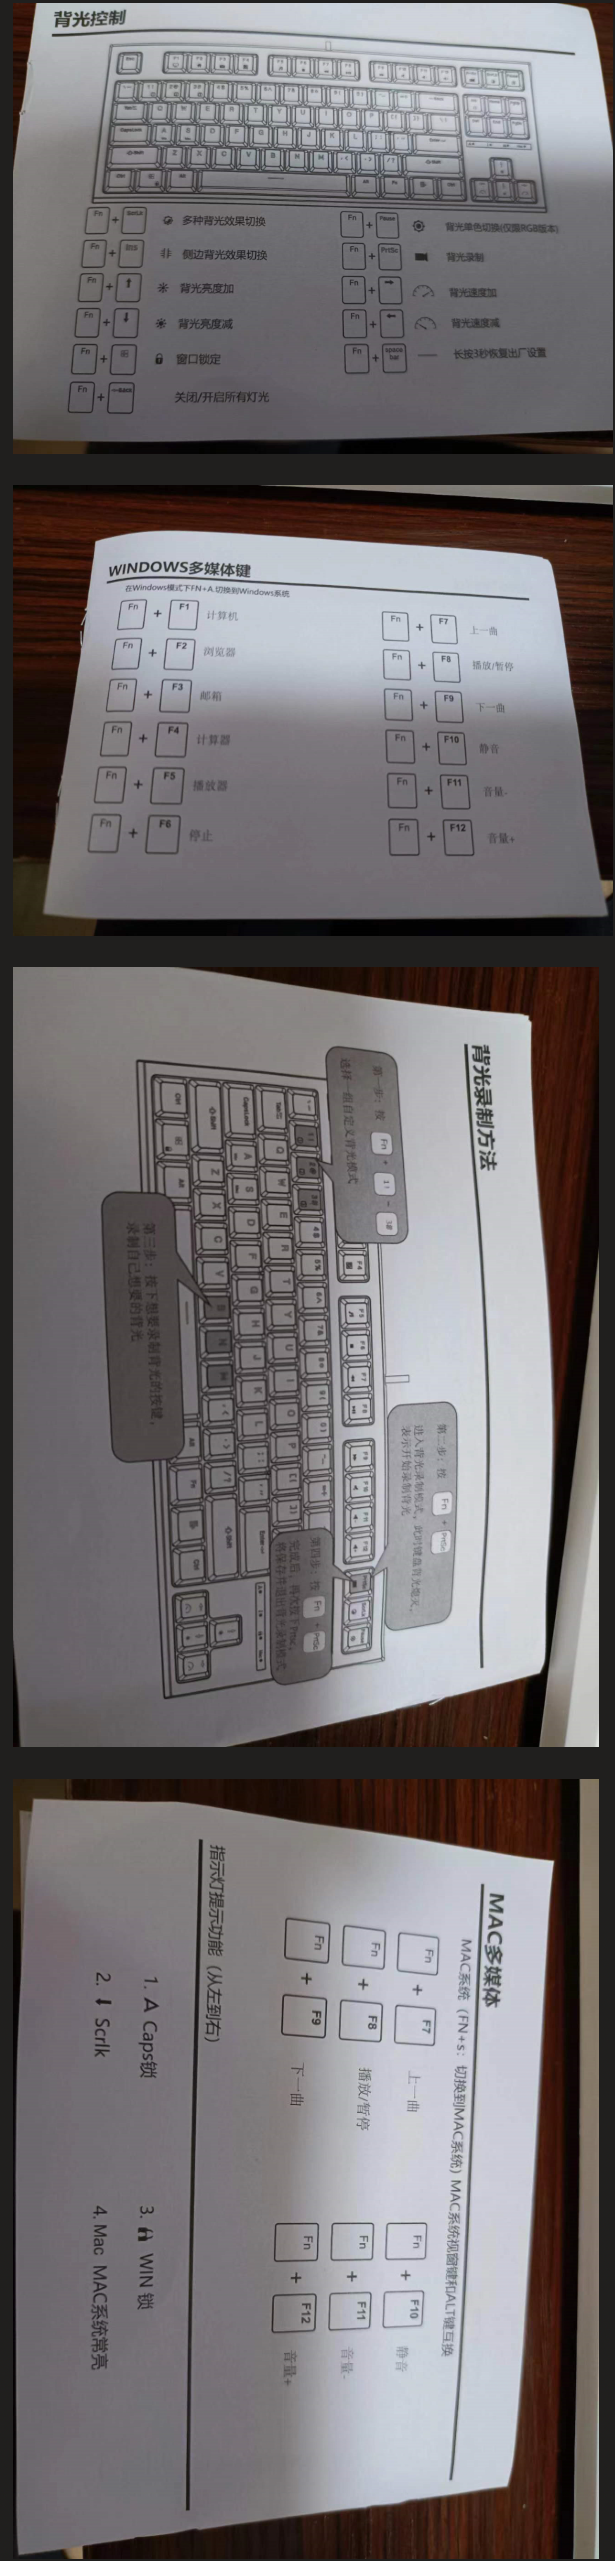 背光控制
Fn + ScrLk 多种背光效果切换
Fn + 侧边背光效果切换
Fn + ↑ 背光亮度加
Fn + ↓ 背光亮度减
Fn + 窗口锁定
Fn + 关闭/开启所有灯光
Fn + Pause 背光单色切换(仅限RGB版本)
Fn + PrtSc 背光录制
Fn + → 背光速度加
Fn + ← 背光速度减
Fn + space bar 长按3秒恢复出厂设置
WINDOWS多媒体键
在Windows模式下FN+A.切换到Windows系统
Fn + F1 计算机
Fn + F2 浏览器
Fn + F3 邮箱
Fn + F4 计算器
Fn + F5 播放器
Fn + F6 停止
Fn + F7 上一曲
Fn + F8 播放/暂停
Fn + F9 下一曲
Fn + F10 静音
Fn + F11 音量-
Fn + F12 音量+
背光录制方法
第一步：按 Fn + 1! ~ 3#
选择一组自定义背光模式
第二步：按 Fn + PrtSc
进入背光录制模式，此时键盘背光熄灭，
表示开始录制背光
第三步：按下想要录制背光的按键，
录制自己想要的背光
第四步：按 Fn + PrtSc
完成后，再次按
将保存并退出背光录制模式
MAC多媒体
MAC系统（FN+s：切换到MAC系统）MAC系统视窗键和ALT键互换
Fn + F7 上一曲
Fn + F8 播放/暂停
Fn + F9 下一曲
Fn + F10 静音
Fn + F11 音量-
Fn + F12 音量+
指示灯提示功能（从左到右）
1. A Caps锁
2. ⬇ Scrlk
3. WIN 锁
4. Mac MAC系统常亮